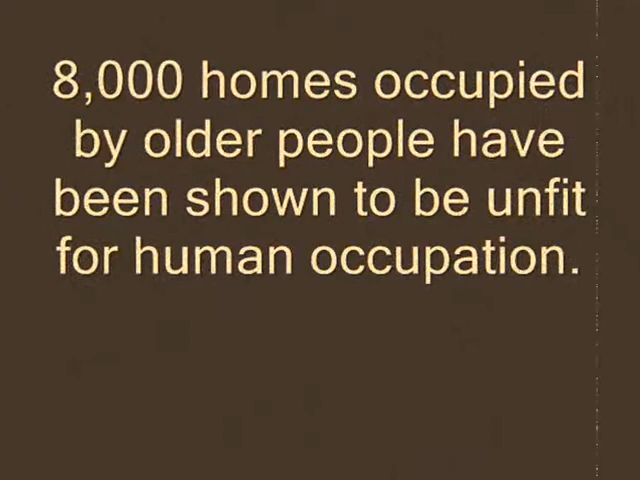 8,000 homes occupied
by older people have
been shown to be unfit
for human occupation.